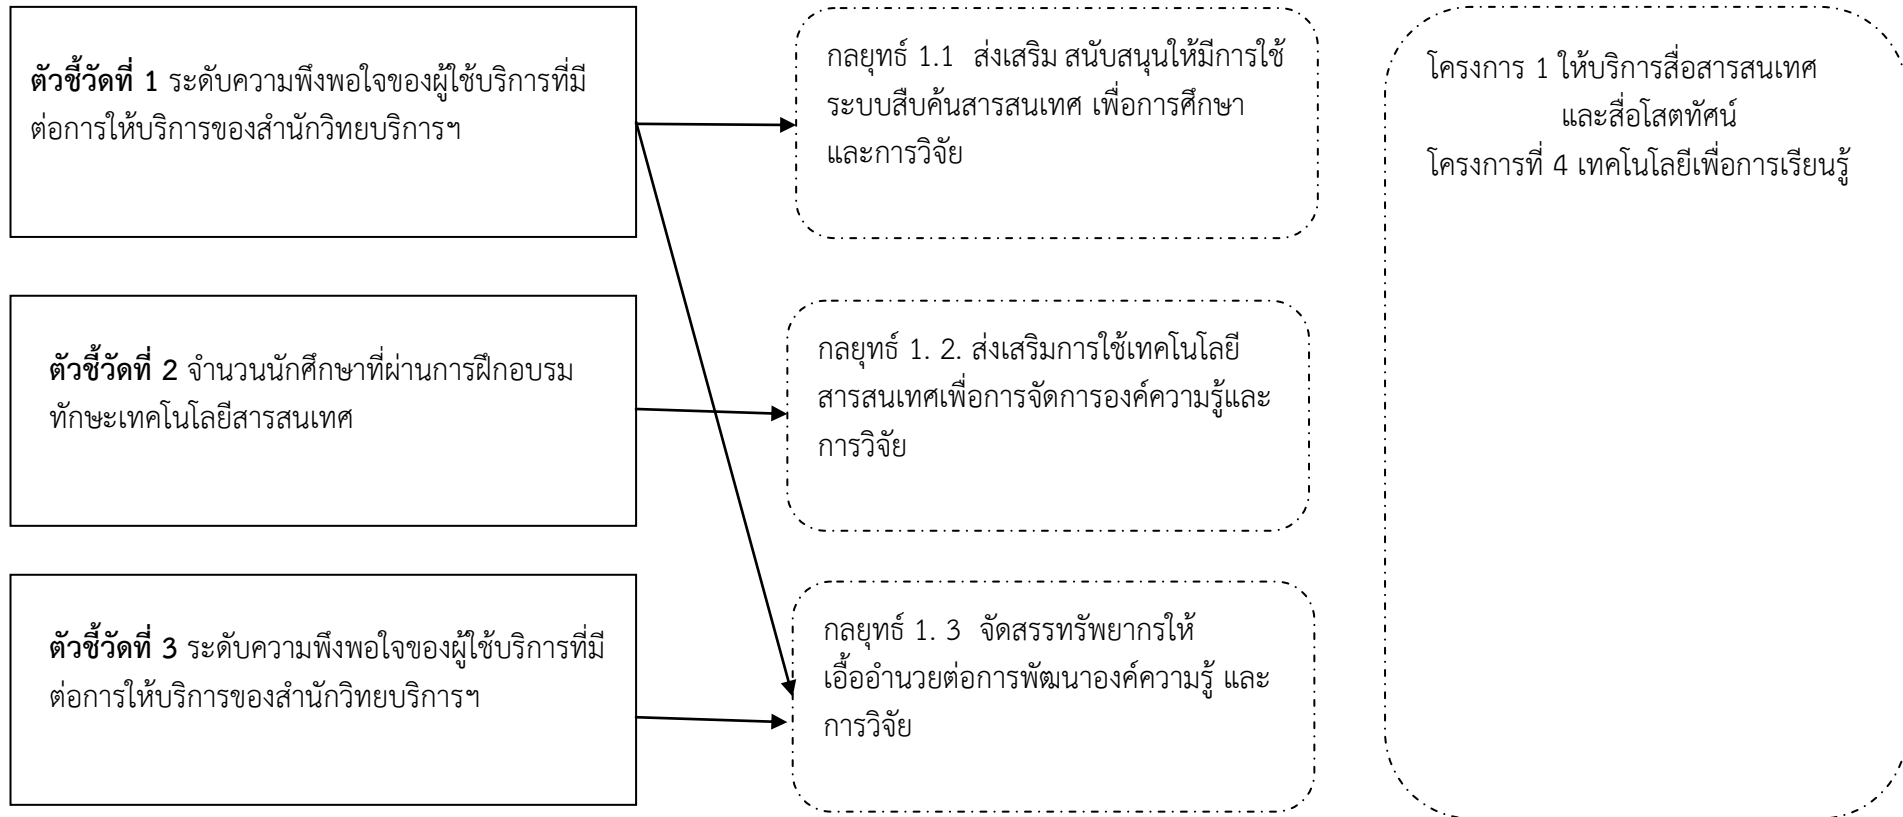 ตัวชี้วัดที่ 1 ระดับความพึงพอใจของผู้ใช้บริการที่มี
ต่อการให้บริการของสำนักวิทยบริการฯ
กลยุทธ์ 1.1 ส่งเสริม สนับสนุนให้มีการใช้
ระบบสืบค้นสารสนเทศ เพื่อการศึกษา
และการวิจัย
โครงการ 1 ให้บริการสื่อสารสนเทศ
และสื่อโสตทัศน์
โครงการที่ 4 เทคโนโลยีเพื่อการเรียนรู้
ตัวชี้วัดที่ 2 จำนวนนักศึกษาที่ผ่านการฝึกอบรม
ทักษะเทคโนโลยีสารสนเทศ
กลยุทธ์ 1. 2. ส่งเสริมการใช้เทคโนโลยี
สารสนเทศเพื่อการจัดการองค์ความรู้และ
การวิจัย
ตัวชี้วัดที่ 3 ระดับความพึงพอใจของผู้ใช้บริการที่มี
ต่อการให้บริการของสำนักวิทยบริการฯ
กลยุทธ์ 1. 3 จัดสรรทรัพยากรให้
เอื้ออำนวยต่อการพัฒนาองค์ความรู้ และ
การวิจัย